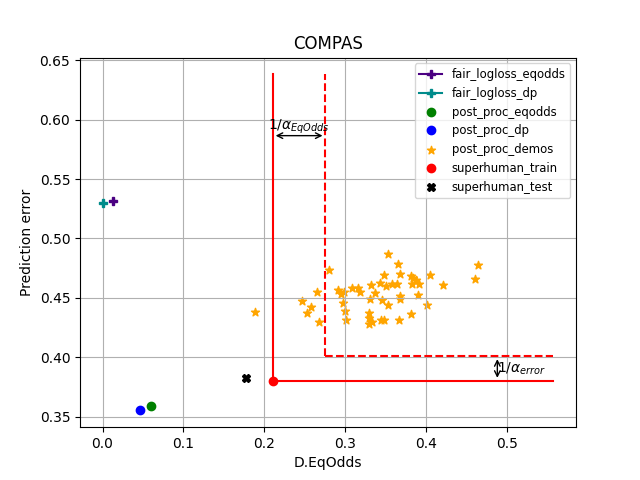 COMPAS
0.65
0.60
0.55
0.50
0.45
0.40
0.35
Prediction error
fair_logloss_eqodds
fair_logloss_dp
post_proc_eqodds
post_proc_dp
post_proc_demos
superhuman_train
superhuman_test
1/α_EqOdds
1/α_error
0.0 0.1 0.2 0.3 0.4 0.5
D.EqOdds